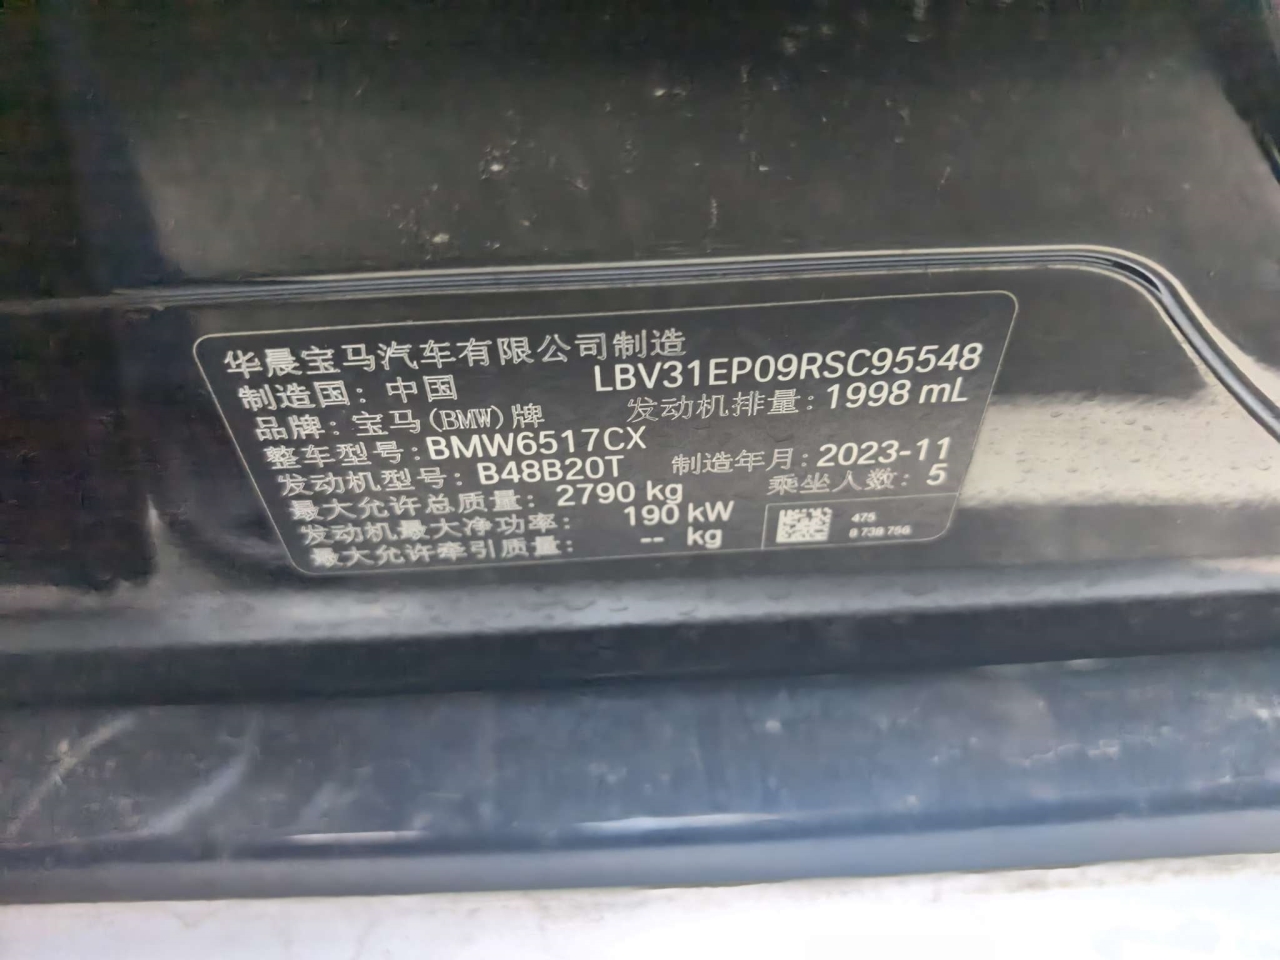 华晨宝马汽车有限公司制造
制造国：中国 LBV31EP09RSC95548
品牌：宝马(BMW)牌 发动机排量：1998 mL
整车型号：BMW6517CX
发动机型号：B48B20T 制造年月：2023-11
最大允许总质量：2790 kg 乘坐人数：5
发动机最大净功率：190 kW
最大允许牵引质量：-- kg
475